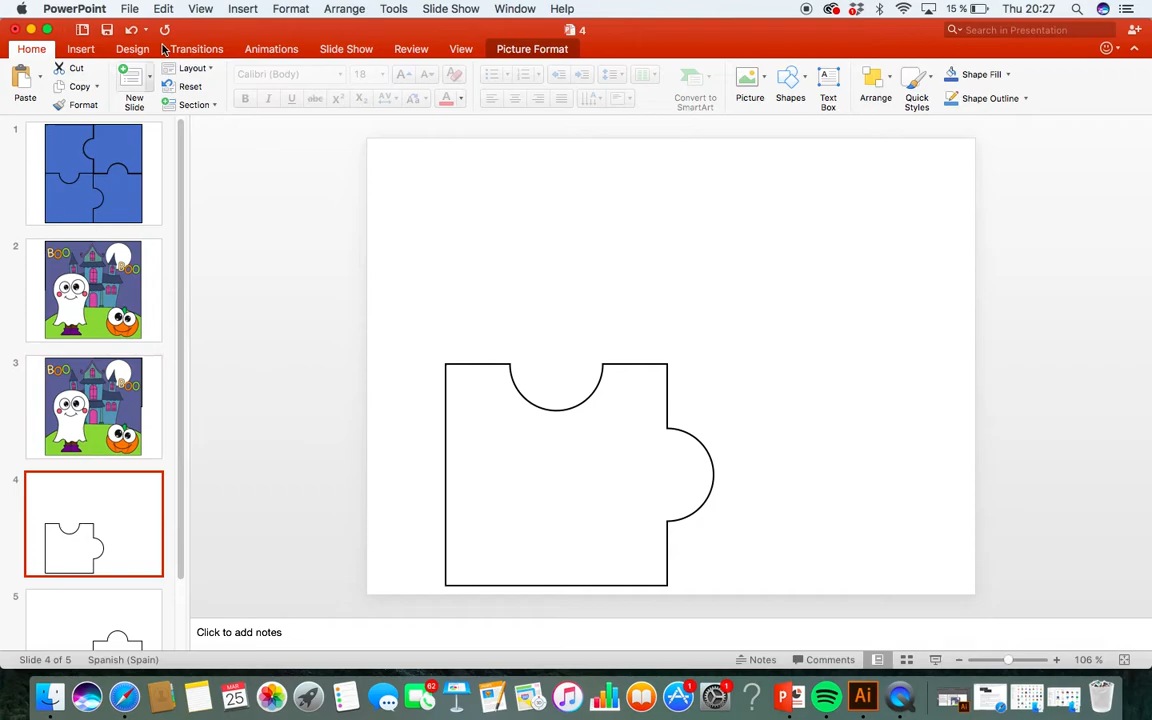 PowerPoint File Edit View Insert Format Arrange Tools Slide Show Window Help 15 % Thu 20:27
4 Search in Presentation
Home Insert Design Transitions Animations Slide Show Review View Picture Format
Paste Cut Copy Format New Slide Layout Reset Section Calibri (Body) 18 Convert to SmartArt Picture Shapes Text Box Arrange Quick Styles Shape Fill Shape Outline
1
2
BOO BOO
3
BOO BOO
4
5
Click to add notes
Slide 4 of 5 Spanish (Spain) Notes Comments 106 %
MAR 25 62 1 1 Ai